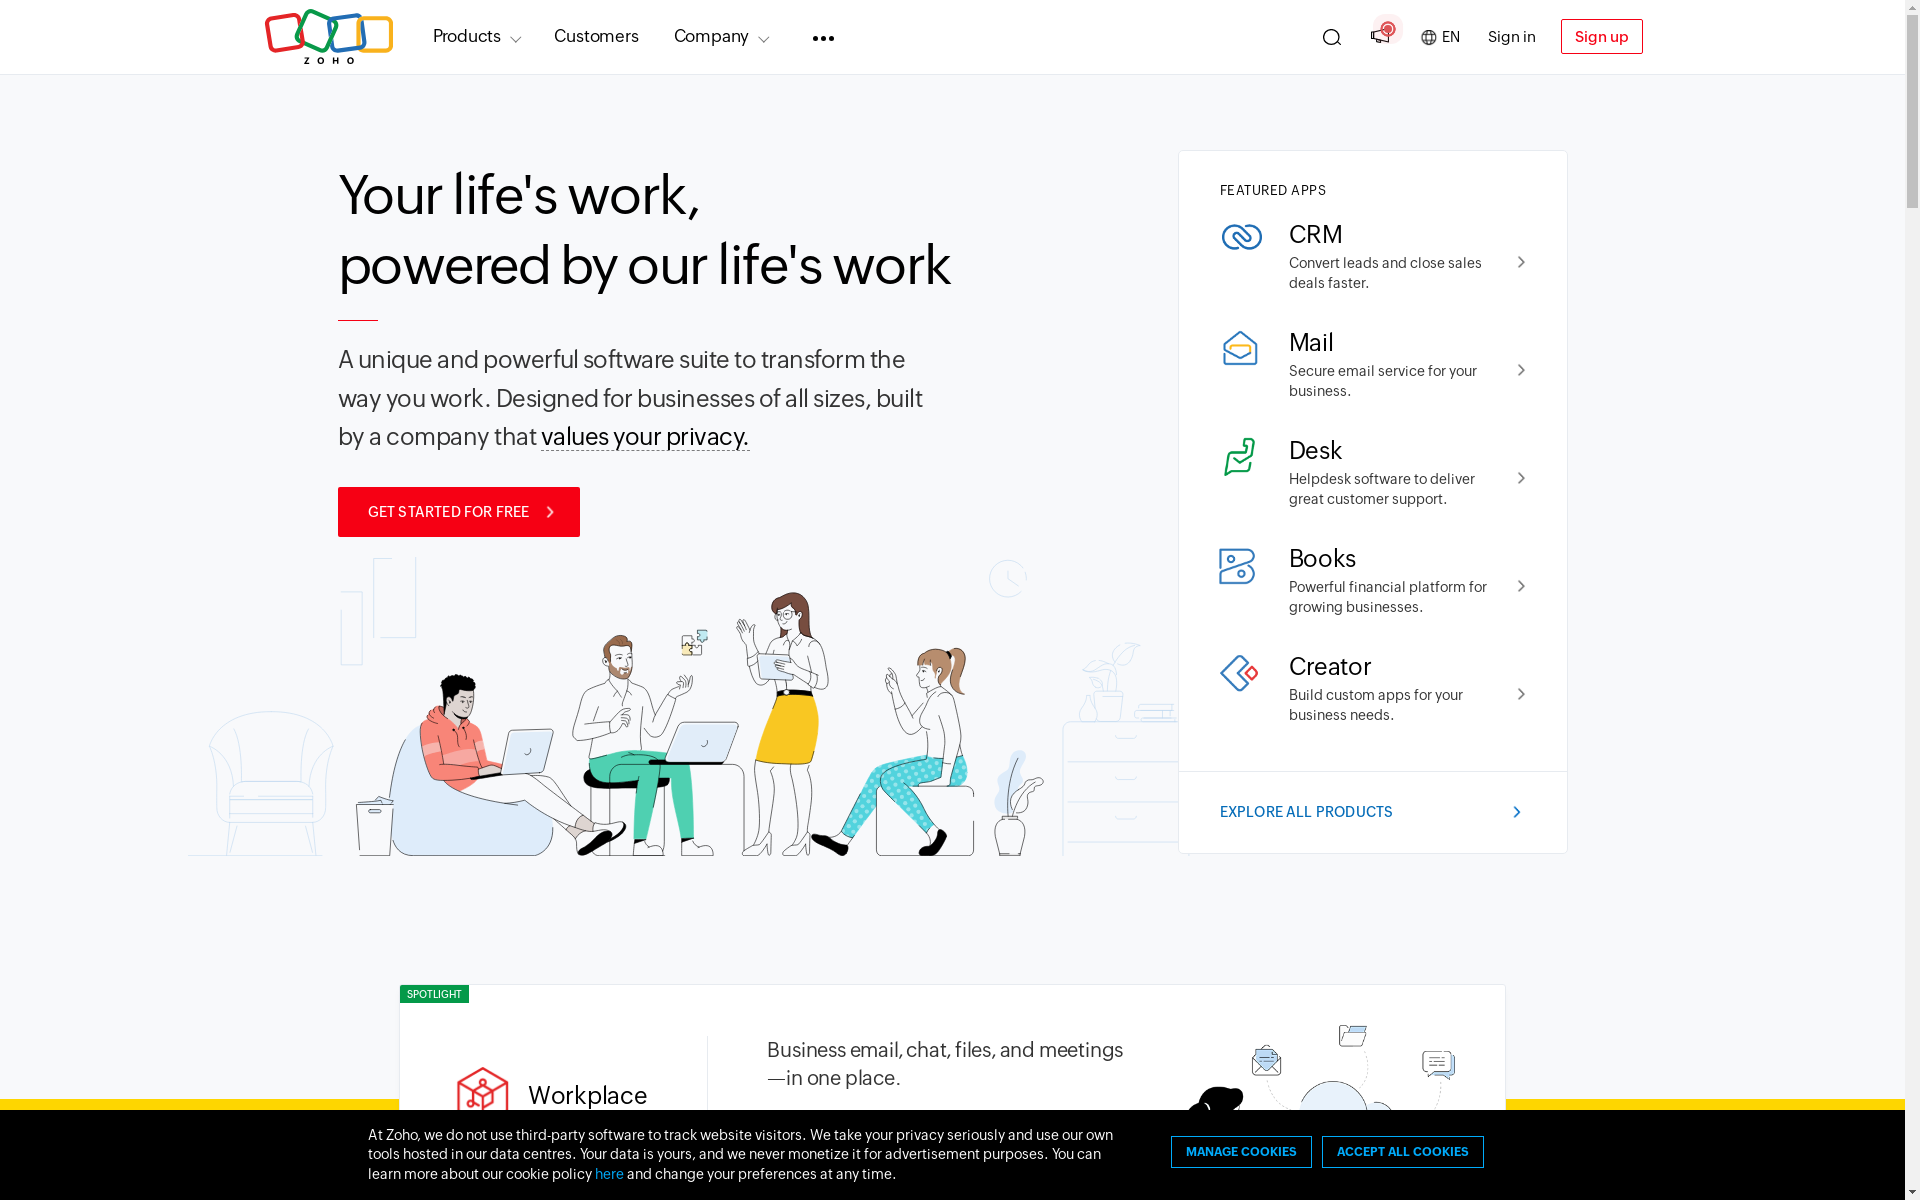 ZOHO
Products
Customers
Company
EN
Sign in
Sign up
Your life's work,
powered by our life's work
A unique and powerful software suite to transform the
way you work. Designed for businesses of all sizes, built
by a company that values your privacy.
GET STARTED FOR FREE
FEATURED APPS
CRM
Convert leads and close sales
deals faster.
Mail
Secure email service for your
business.
Desk
Helpdesk software to deliver
great customer support.
Books
Powerful financial platform for
growing businesses.
Creator
Build custom apps for your
business needs.
EXPLORE ALL PRODUCTS
SPOTLIGHT
Workplace
Business email, chat, files, and meetings
—in one place.
At Zoho, we do not use third-party software to track website visitors. We take your privacy seriously and use our own
tools hosted in our data centres. Your data is yours, and we never monetize it for advertisement purposes. You can
learn more about our cookie policy here and change your preferences at any time.
MANAGE COOKIES
ACCEPT ALL COOKIES